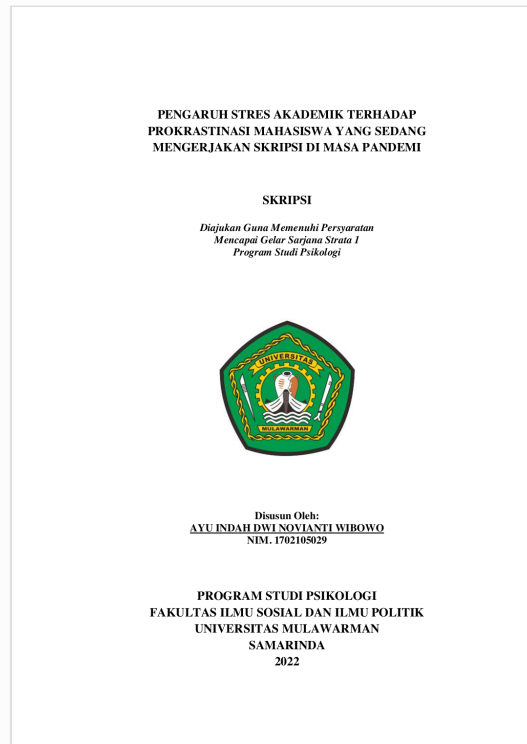 PENGARUH STRES AKADEMIK TERHADAP
PROKRASTINASI MAHASISWA YANG SEDANG
MENGERJAKAN SKRIPSI DI MASA PANDEMI
SKRIPSI
Diajukan Guna Memenuhi Persyaratan
Mencapai Gelar Sarjana Strata 1
Program Studi Psikologi
UNIVERSITAS
MULAWARMAN
Disusun Oleh:
AYU INDAH DWI NOVIANTI WIBOWO
NIM. 1702105029
PROGRAM STUDI PSIKOLOGI
FAKULTAS ILMU SOSIAL DAN ILMU POLITIK
UNIVERSITAS MULAWARMAN
SAMARINDA
2022